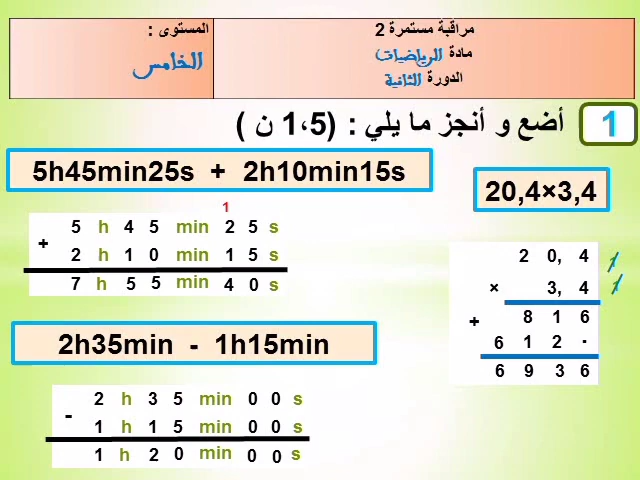 مراقبة مستمرة 2
مادة الرياضيات
الدورة الثانية
المستوى :
الخامس
1 أضع و أنجز ما يلي : (1،5 ن )
5h45min25s + 2h10min15s
1
5 h 4 5 min 2 5 s
+
2 h 1 0 min 1 5 s
7 h 5 5 min 4 0 s
20,4×3,4
2 0, 4 1
× 3, 4 1
+ 8 1 6
6 1 2 ·
6 9 3 6
2h35min - 1h15min
2 h 3 5 min 0 0 s
-
1 h 1 5 min 0 0 s
1 h 2 0 min 0 0 s